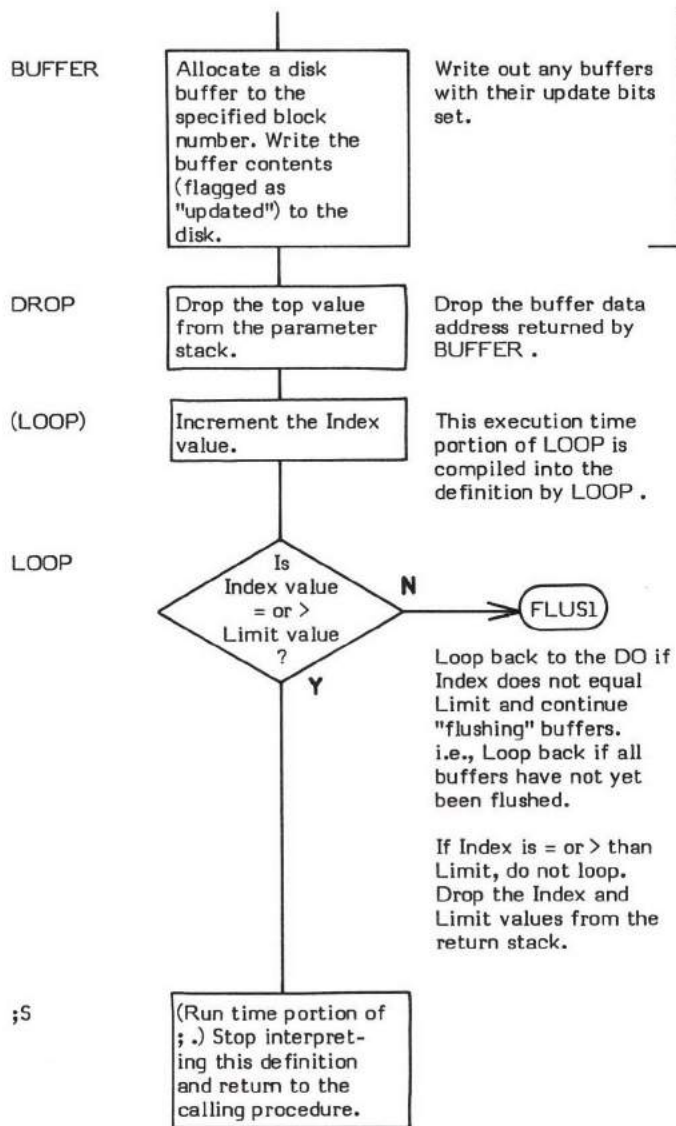 BUFFER
Allocate a disk
buffer to the
specified block
number. Write the
buffer contents
(flagged as
"updated") to the
disk.
Write out any buffers
with their update bits
set.
DROP
Drop the top value
from the parameter
stack.
Drop the buffer data
address returned by
BUFFER .
(LOOP)
Increment the Index
value.
This execution time
portion of LOOP is
compiled into the
definition by LOOP .
LOOP
Is
Index value
= or >
Limit value
?
N
Y
FLUS1
Loop back to the DO if
Index does not equal
Limit and continue
"flushing" buffers.
i.e., Loop back if all
buffers have not yet
been flushed.
If Index is = or > than
Limit, do not loop.
Drop the Index and
Limit values from the
return stack.
;S
(Run time portion of
; .) Stop interpret-
ing this definition
and return to the
calling procedure.